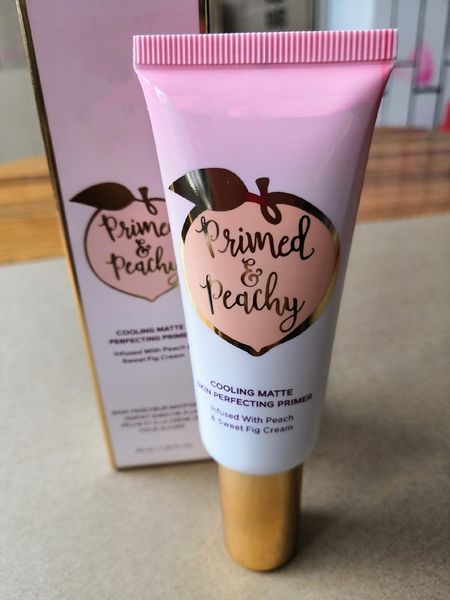 Primed
&
Peachy
COOLING MATTE
PERFECTING PRIMER
Infused With Peach &
Sweet Fig Cream
Primed
&
Peachy
COOLING MATTE
SKIN PERFECTING PRIMER
Infused With Peach
& Sweet Fig Cream